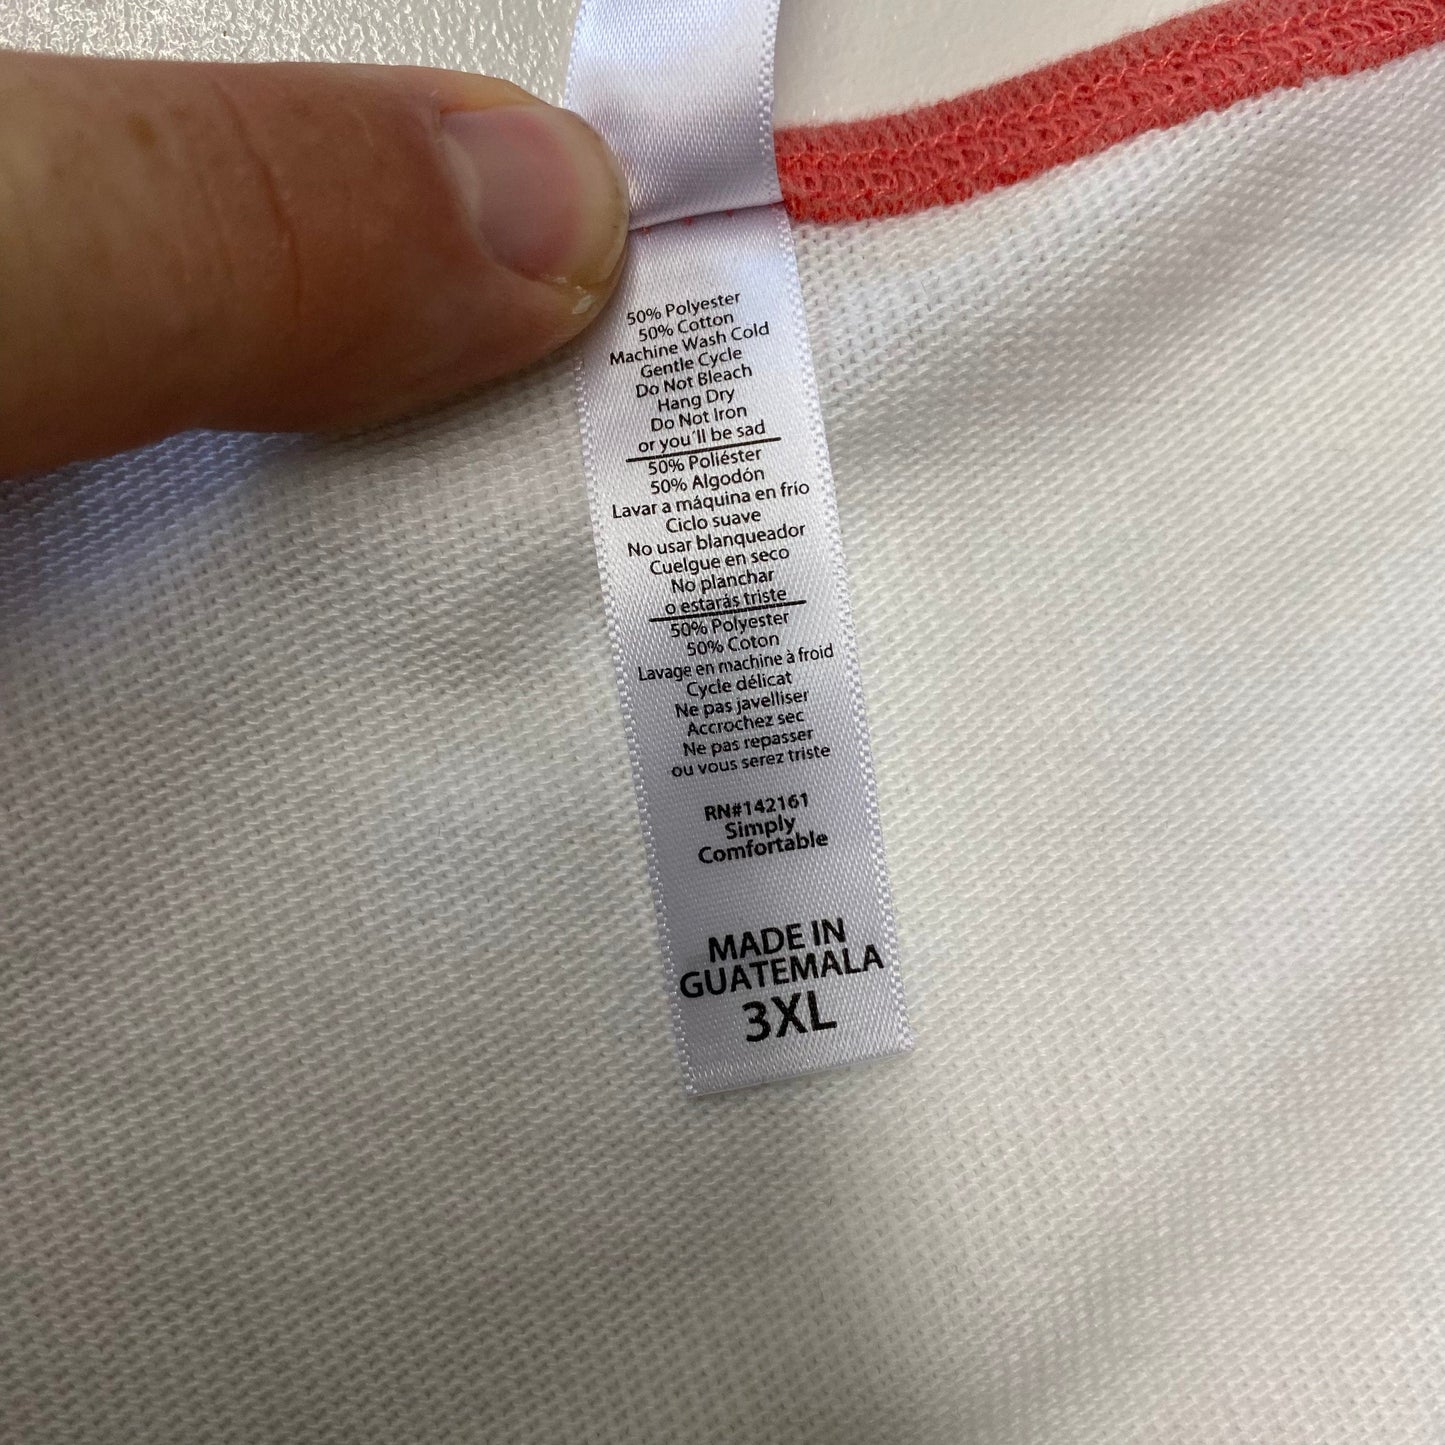 50% Polyester
50% Cotton
Machine Wash Cold
Gentle Cycle
Do Not Bleach
Hang Dry
Do Not Iron
or you´ll be sad
50% Poliéster
50% Algodón
Lavar a máquina en frío
Ciclo suave
No usar blanqueador
Cuelgue en seco
No planchar
o estarás triste
50% Polyester
50% Coton
Lavage en machine à froid
Cycle délicat
Ne pas javelliser
Accrochez sec
Ne pas repasser
ou vous serez triste
RN#142161
Simply
Comfortable
MADE IN
GUATEMALA
3XL